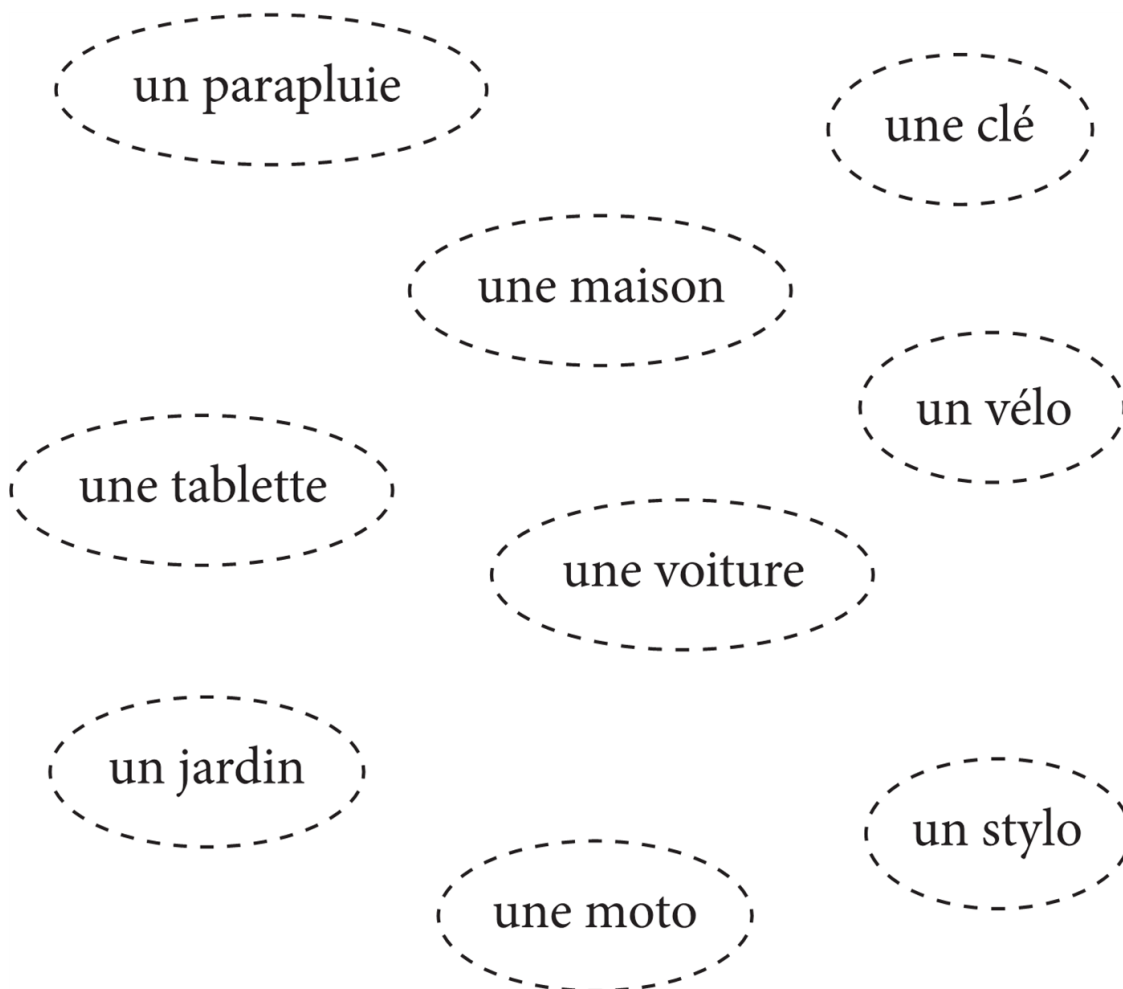 un parapluie
une clé
une maison
un vélo
une tablette
une voiture
un jardin
un stylo
une moto